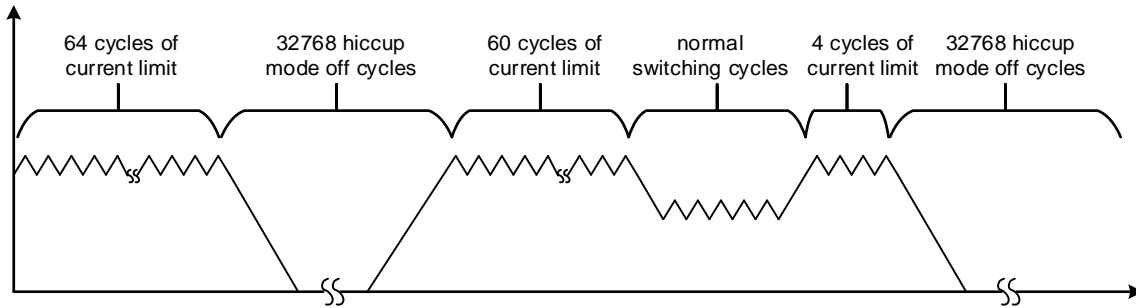 64 cycles of
current limit
32768 hiccup
mode off cycles
60 cycles of
current limit
normal
switching cycles
4 cycles of
current limit
32768 hiccup
mode off cycles